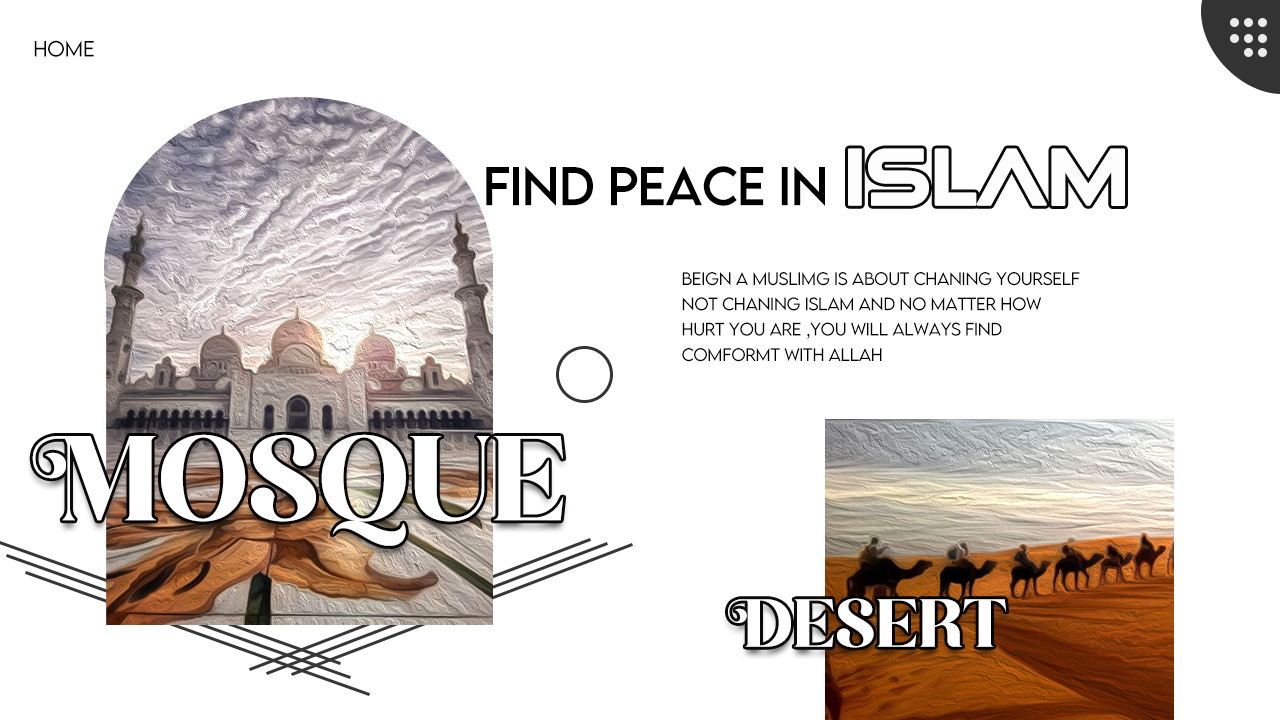 HOME
FIND PEACE IN ISLAM
BEIGN A MUSLIMG IS ABOUT CHANING YOURSELF
NOT CHANING ISLAM AND NO MATTER HOW
HURT YOU ARE ,YOU WILL ALWAYS FIND
COMFORMT WITH ALLAH
MOSQUE
DESERT